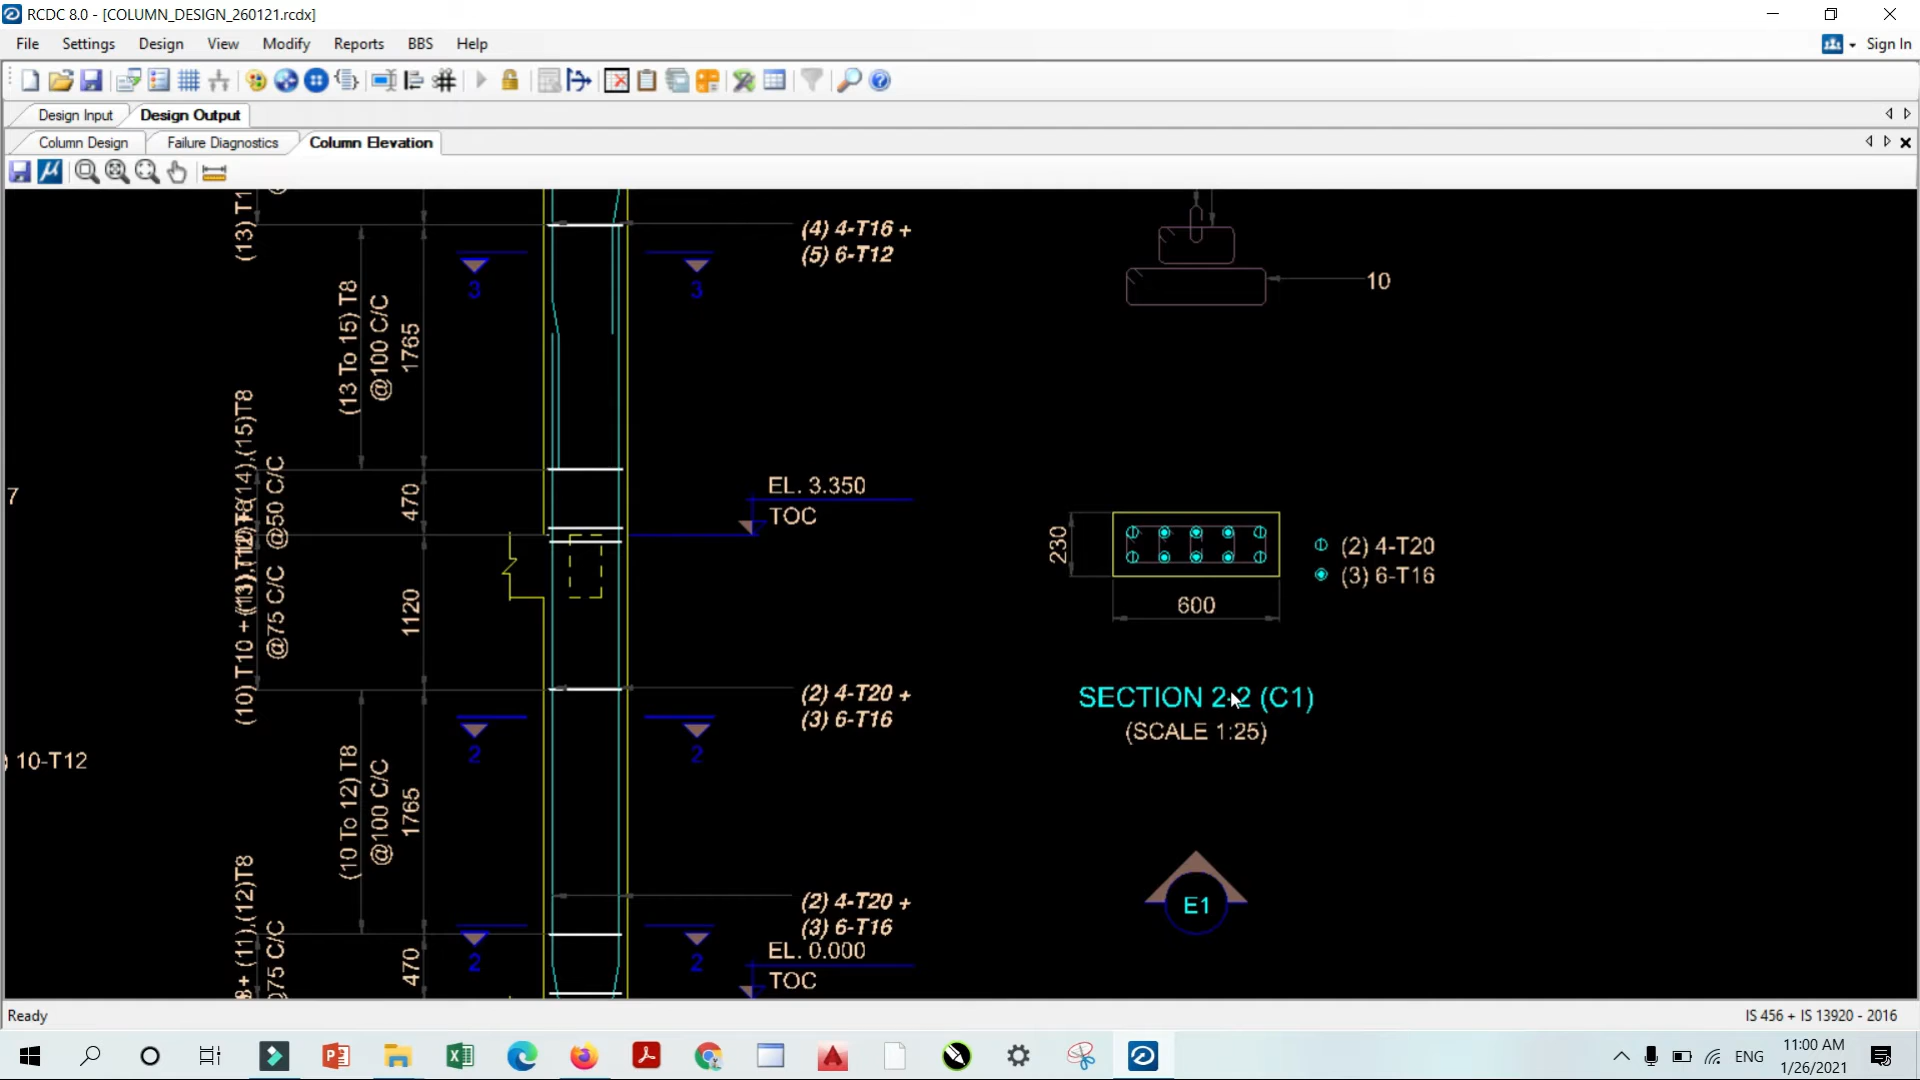 RCDC 8.0 - [COLUMN_DESIGN_260121.rcdx]
File Settings Design View Modify Reports BBS Help
Sign In
Design Input Design Output
Column Design Failure Diagnostics Column Elevation
(13) T1
(13 To 15) T8
@100 C/C
1765
(4) 4-T16 +
(5) 6-T12
3 3
10
7
@50 C/C
470
EL. 3.350
TOC
@75 C/C
1120
230
600
(2) 4-T20
(3) 6-T16
SECTION 2-2 (C1)
(SCALE 1:25)
(2) 4-T20 +
(3) 6-T16
2 2
10-T12
(10 To 12) T8
@100 C/C
1765
(2) 4-T20 +
(3) 6-T16
2 2
EL. 0.000
TOC
8+ (11),(12)T8
@75 C/C
470
E1
Ready
IS 456 + IS 13920 - 2016
ENG
11:00 AM
1/26/2021